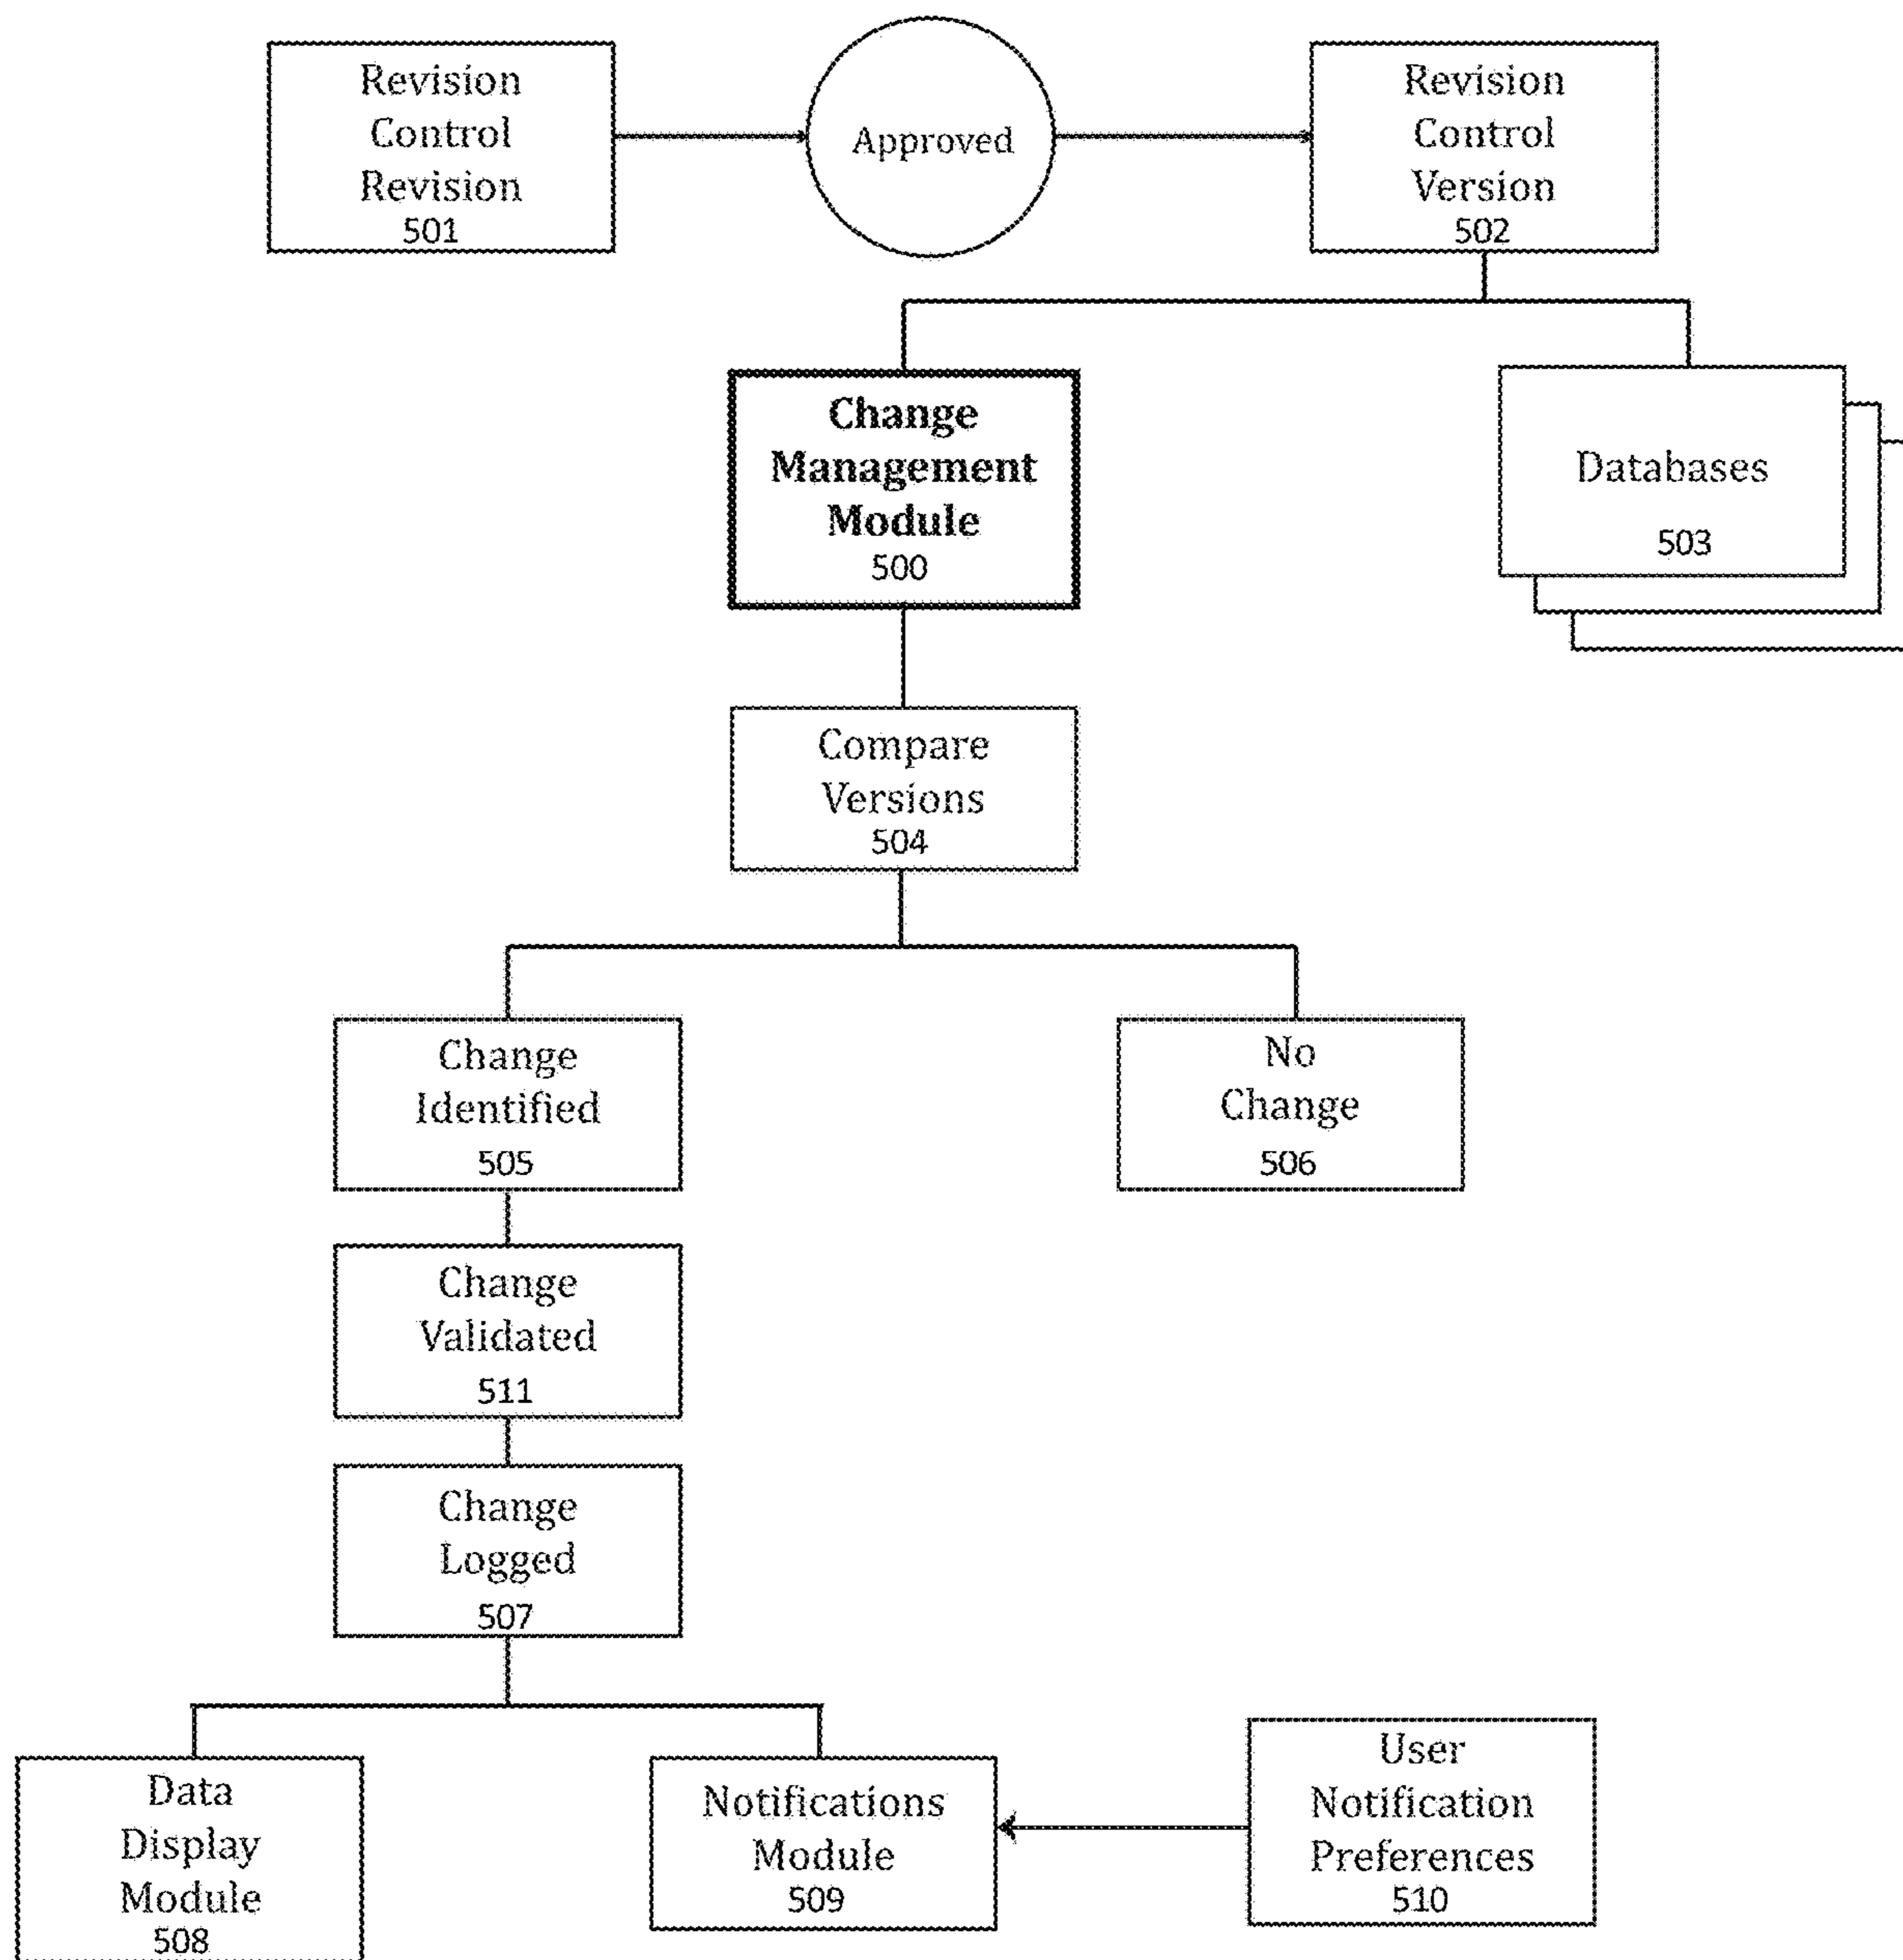 Revision
Control
Revision
501
Approved
Revision
Control
Version
502
Change
Management
Module
500
Databases
503
Compare
Versions
504
Change
Identified
505
No
Change
506
Change
Validated
511
Change
Logged
507
Data
Display
Module
508
Notifications
Module
509
User
Notification
Preferences
510